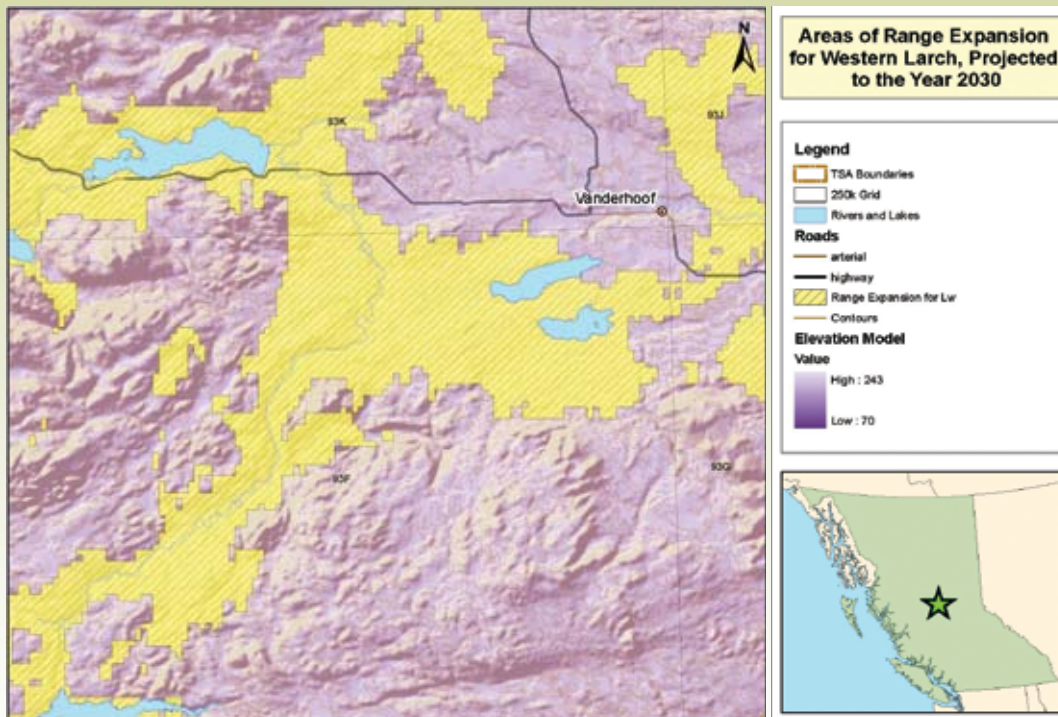 93K
93J
Vanderhoof
93F
93G
N
Areas of Range Expansion
for Western Larch, Projected
to the Year 2030
Legend
TSA Boundaries
250k Grid
Rivers and Lakes
Roads
arterial
highway
Range Expansion for Lw
Contours
Elevation Model
Value
High : 243
Low : 70